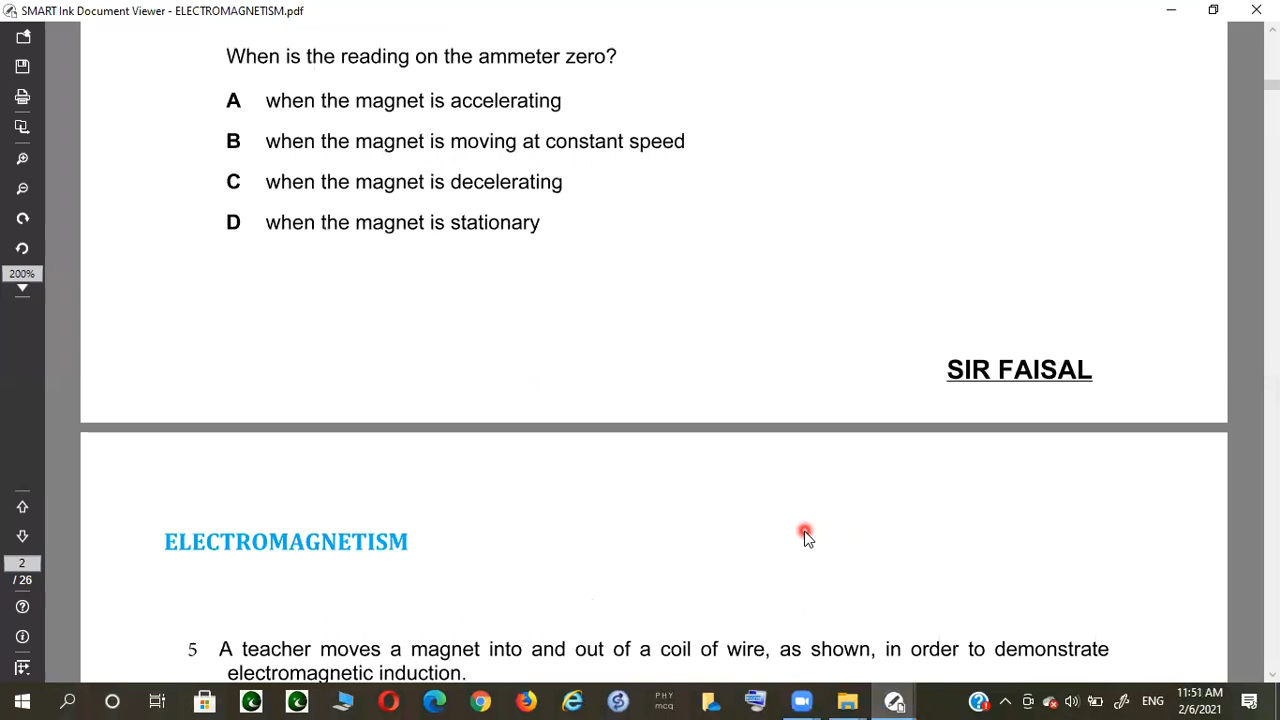 SMART Ink Document Viewer - ELECTROMAGNETISM.pdf
When is the reading on the ammeter zero?
A when the magnet is accelerating
B when the magnet is moving at constant speed
C when the magnet is decelerating
D when the magnet is stationary
200%
SIR FAISAL
ELECTROMAGNETISM
2
/ 26
5 A teacher moves a magnet into and out of a coil of wire, as shown, in order to demonstrate
electromagnetic induction.
PHY
mcq
ENG
11:51 AM
2/6/2021